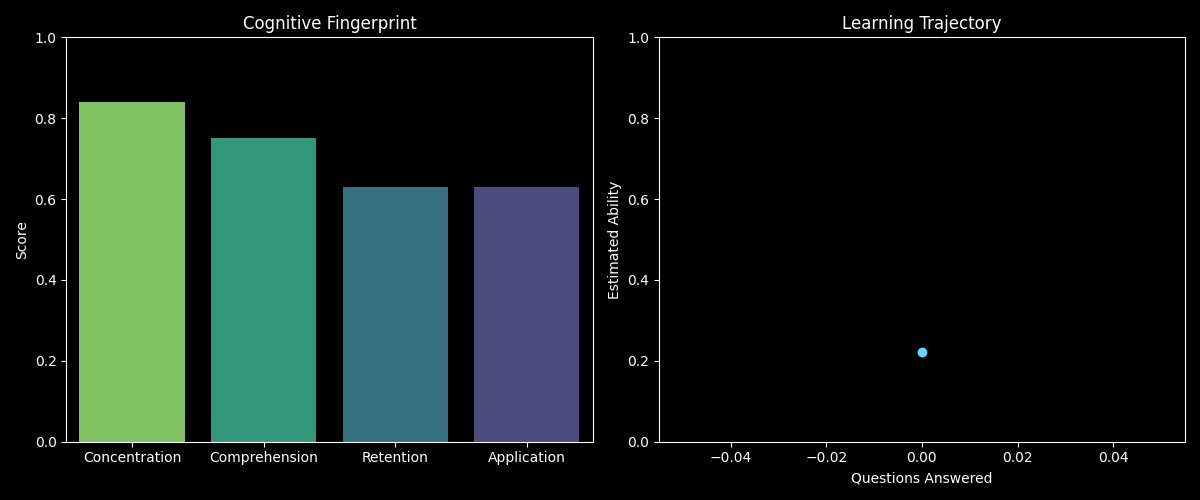 Cognitive Fingerprint
1.0
0.8
0.6
0.4
0.2
0.0
Score
Concentration
Comprehension
Retention
Application
Learning Trajectory
1.0
0.8
0.6
0.4
0.2
0.0
Estimated Ability
−0.04
−0.02
0.00
0.02
0.04
Questions Answered